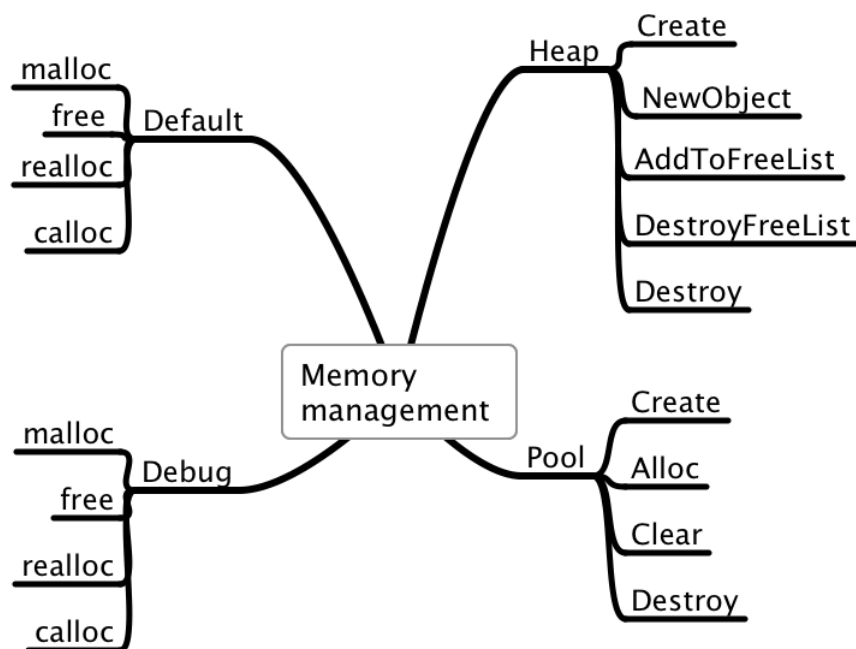 Memory
management
Default
malloc
free
realloc
calloc
Debug
malloc
free
realloc
calloc
Heap
Create
NewObject
AddToFreeList
DestroyFreeList
Destroy
Pool
Create
Alloc
Clear
Destroy